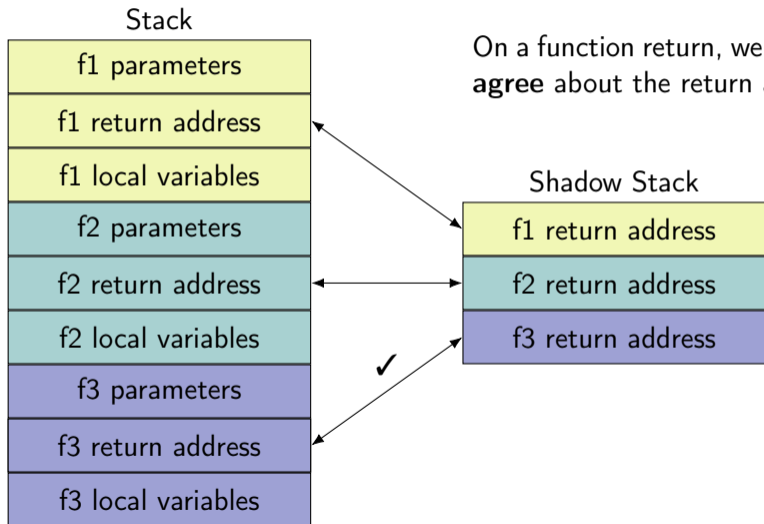 Stack
f1 parameters
f1 return address
f1 local variables
f2 parameters
f2 return address
f2 local variables
f3 parameters
f3 return address
f3 local variables
On a function return, we
agree about the return
Shadow Stack
f1 return address
f2 return address
f3 return address